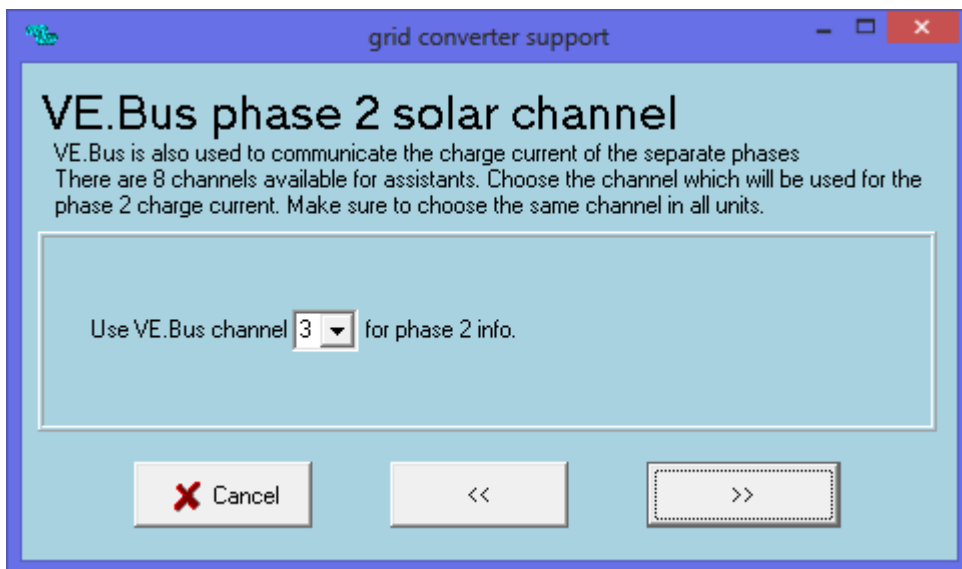 grid converter support
VE.Bus phase 2 solar channel
VE.Bus is also used to communicate the charge current of the separate phases
There are 8 channels available for assistants. Choose the channel which will be used for the
phase 2 charge current. Make sure to choose the same channel in all units.
Use VE.Bus channel 3 for phase 2 info.
Cancel << >>